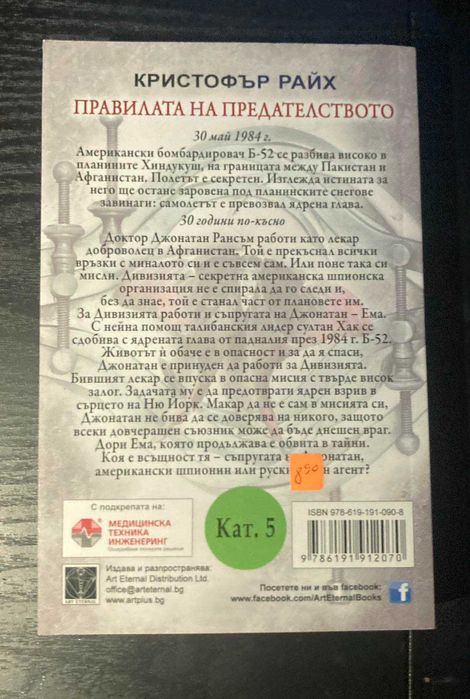 КРИСТОФЪР РАЙХ
ПРАВИЛАТА НА ПРЕДАТЕЛСТВОТО
30 май 1984 г.
Американски бомбардировач Б-52 се разбива високо в
планините Хиндукуш, на границата между Пакистан и
Афганистан. Полетът е секретен. Изглежда истината за
него ще остане заровена под планинските снегове
завинаги: самолетът е превозвал ядрена глава.
30 години по-късно
Доктор Джонатан Рансъм работи като лекар
доброволец в Афганистан. Той е прекъснал всички
връзки с миналото си и е съвсем сам. Или поне така си
мисли. Дивизията – секретна американска шпионска
организация не е спирала да го следи и,
без да знае, той е станал част от плановете им.
За Дивизията работи и съпругата на Джонатан – Ема.
С нейна помощ талибанския лидер султан Хак се
сдобива с ядрената глава от падналия през 1984 г. Б-52.
Животът ѝ обаче е в опасност и за да я спаси,
Джонатан е принуден да работи за Дивизията.
Бившият лекар се впуска в опасна мисия с твърде висок
залог. Задачата му е да предотврати ядрен взрив в
сърцето на Ню Йорк. Макар да не е сам в мисията си,
Джонатан не бива да се доверява на никого, защото
всеки довчерашен съюзник може да бъде днешен враг.
Дори Ема, която продължава е обвита в тайни.
Коя е всъщност тя – съпругата Джонатан,
американски шпионин или руски агент?
890
С подкрепата на:
МЕДИЦИНСКА
ТЕХНИКА
ИНЖЕНЕРИНГ
Кат. 5
ISBN 978-619-191-090-8
9 786191 912070
ART ETERNAL
Издава и разпространява:
Art Eternal Distribution Ltd.
office@arteternal.bg
www.artplus.bg
Посетете ни и във facebook:
www.facebook.com/ArtEternalBooks
f